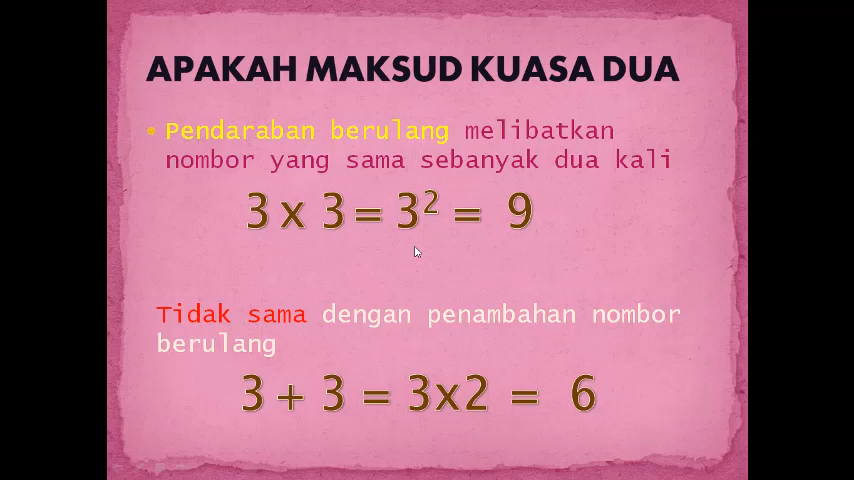 APAKAH MAKSUD KUASA DUA
• Pendaraban berulang melibatkan
nombor yang sama sebanyak dua kali
3 x 3 = 3² = 9
Tidak sama dengan penambahan nombor
berulang
3 + 3 = 3x2 = 6